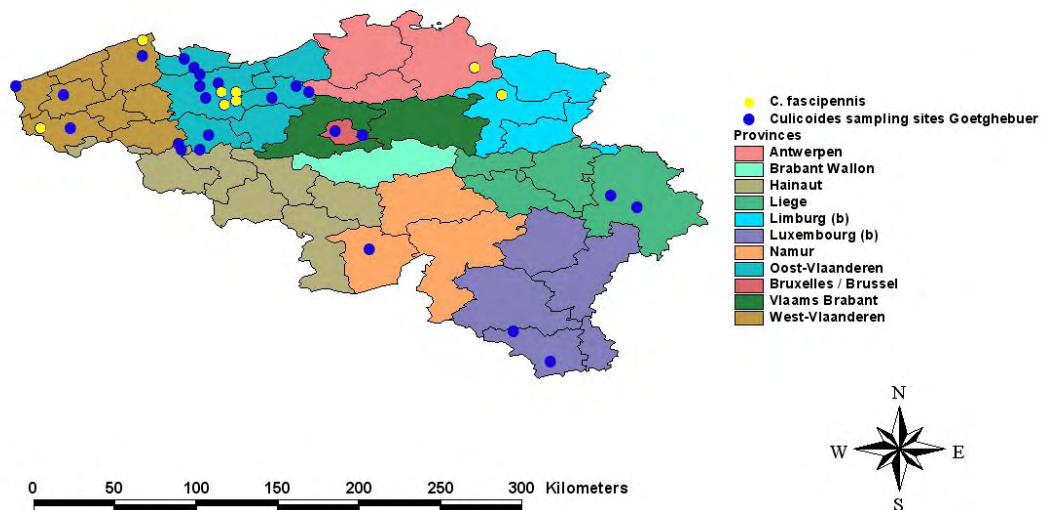 C. fascipennis
Culicoides sampling sites Goetghebuer
Provinces
Antwerpen
Brabant Wallon
Hainaut
Liege
Limburg (b)
Luxembourg (b)
Namur
Oost-Vlaanderen
Bruxelles / Brussel
Vlaams Brabant
West-Vlaanderen
N
W E
S
0 50 100 150 200 250 300 Kilometers